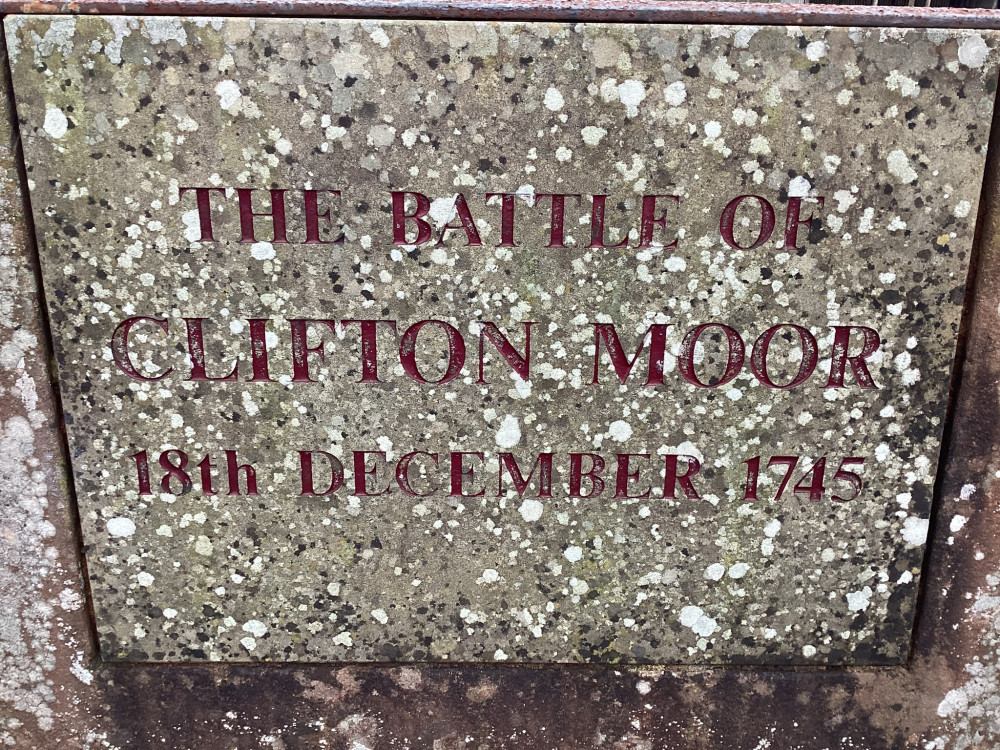 THE BATTLE OF
CLIFTON MOOR
18th DECEMBER 1745